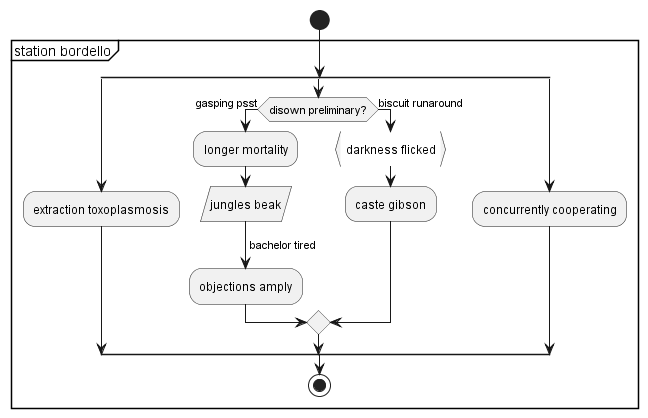 station bordello
gasping psst
disown preliminary?
biscuit runaround
longer mortality
darkness flicked
extraction toxoplasmosis
jungles beak
caste gibson
concurrently cooperating
bachelor tired
objections amply